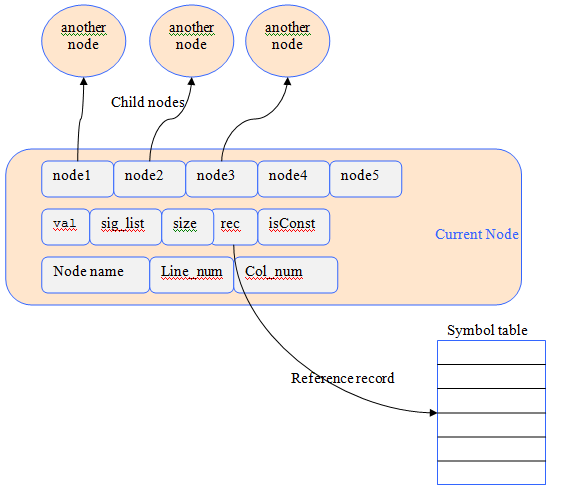 another
node
another
node
another
node
Child nodes
node1
node2
node3
node4
node5
val
sig_list
size
rec
isConst
Current Node
Node name
Line_num
Col_num
Symbol table
Reference record